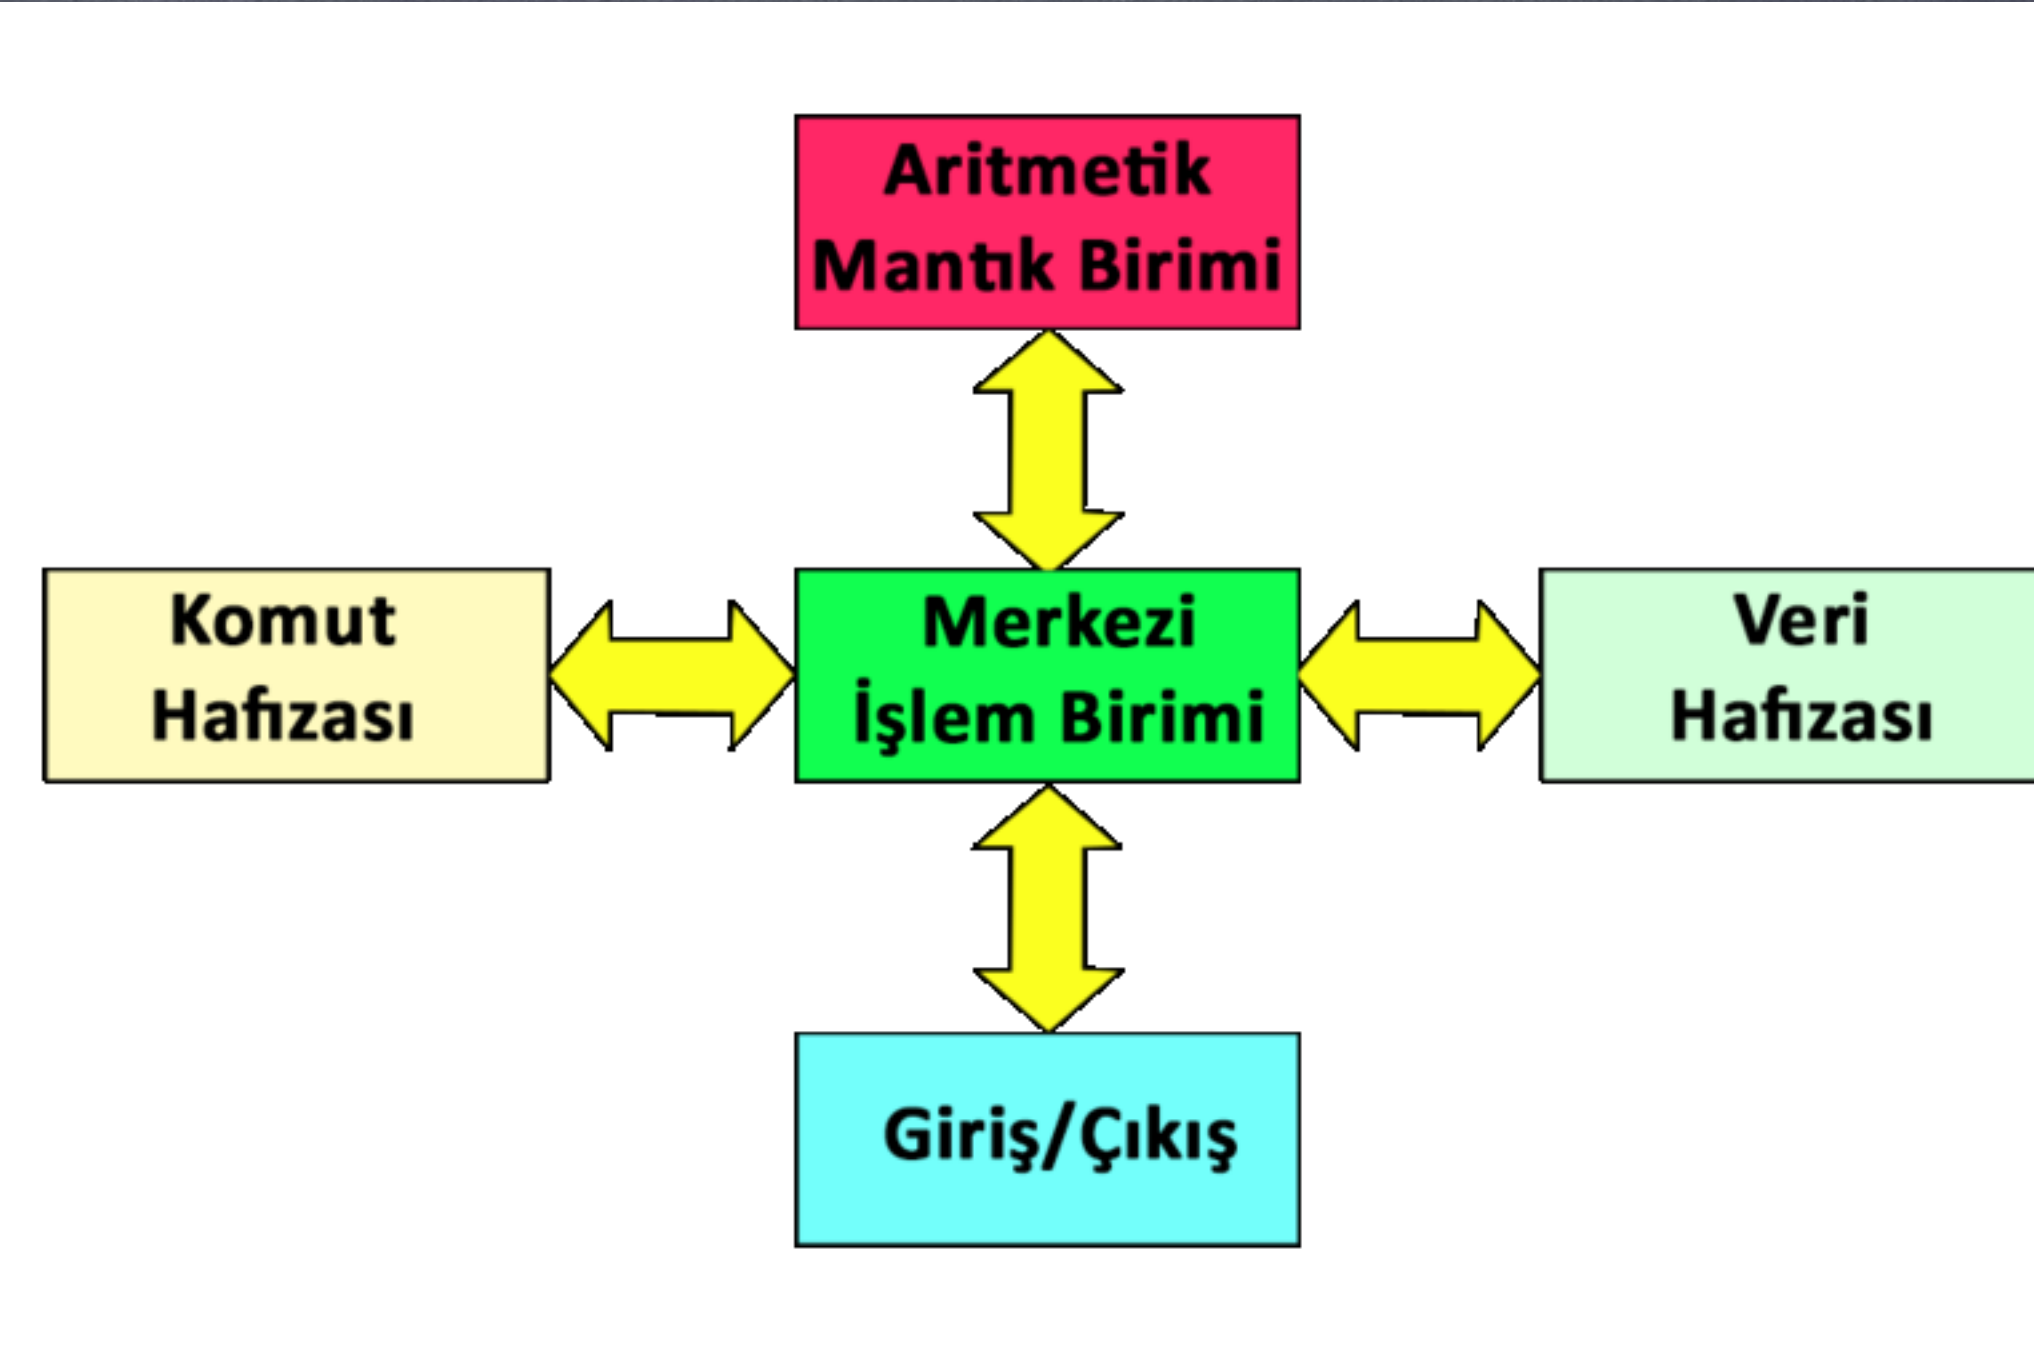 Aritmetik
Mantık Birimi
Komut
Hafızası
Merkezi
İşlem Birimi
Veri
Hafızası
Giriş/Çıkış